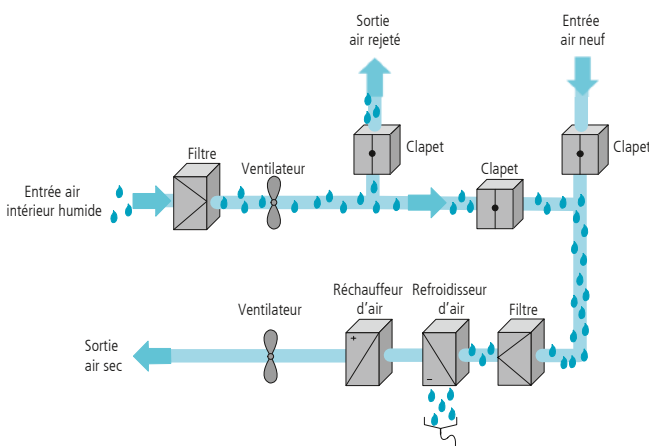 Sortie
air rejeté
Entrée
air neuf
Clapet
Clapet
Filtre
Ventilateur
Clapet
Entrée air
intérieur humide
Réchauffeur
d’air
Refroidisseur
d’air
Filtre
Ventilateur
Sortie
air sec
+
–